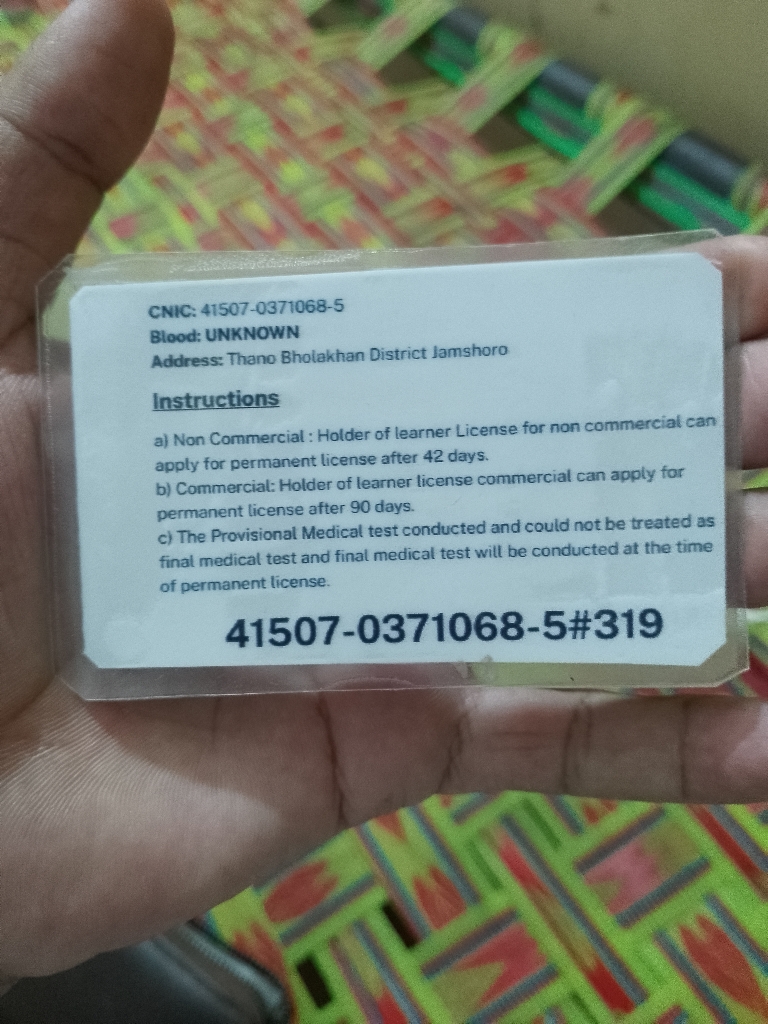 CNIC: 41507-0371068-5
Blood: UNKNOWN
Address: Thano Bholakhan District Jamshoro
Instructions
a) Non Commercial : Holder of learner License for non commercial can
apply for permanent license after 42 days.
b) Commercial: Holder of learner license commercial can apply for
permanent license after 90 days.
c) The Provisional Medical test conducted and could not be treated as
final medical test and final medical test will be conducted at the time
of permanent license.
41507-0371068-5#319